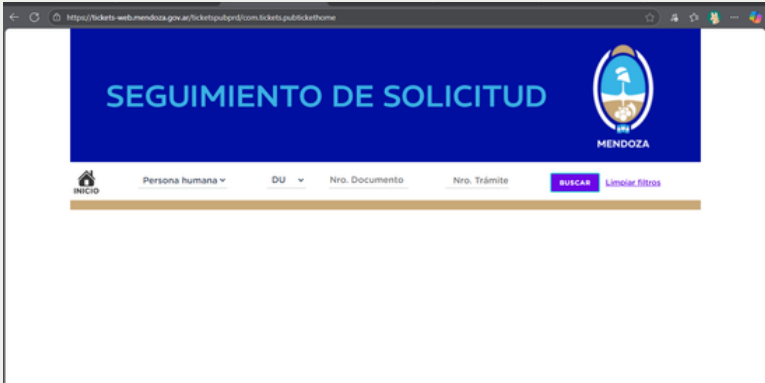 https://tickets-web.mendoza.gov.ar/ticketspubprd/com.tickets.pubtickethome
SEGUIMIENTO DE SOLICITUD
MENDOZA
INICIO
Persona humana
DU
Nro. Documento
Nro. Trámite
BUSCAR
Limpiar filtros